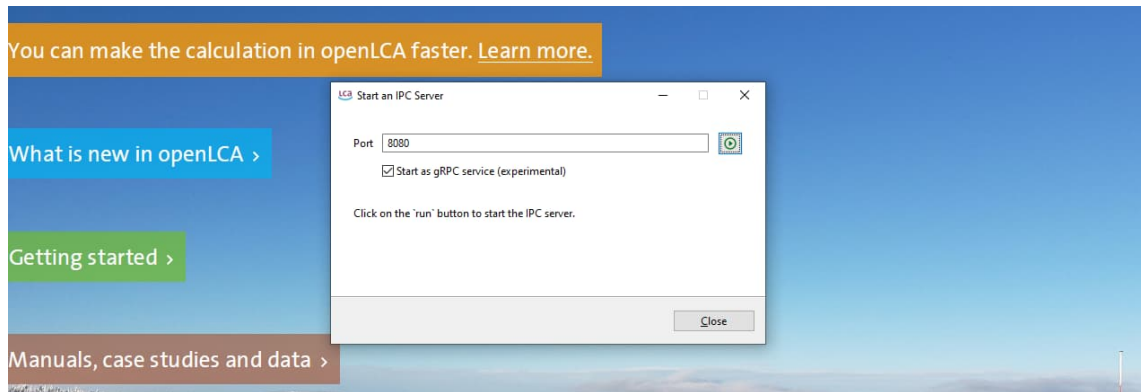 You can make the calculation in openLCA faster. Learn more.
LCa Start an IPC Server
Port 8080
Start as gRPC service (experimental)
What is new in openLCA >
Click on the `run` button to start the IPC server.
Getting started >
Close
Manuals, case studies and data >